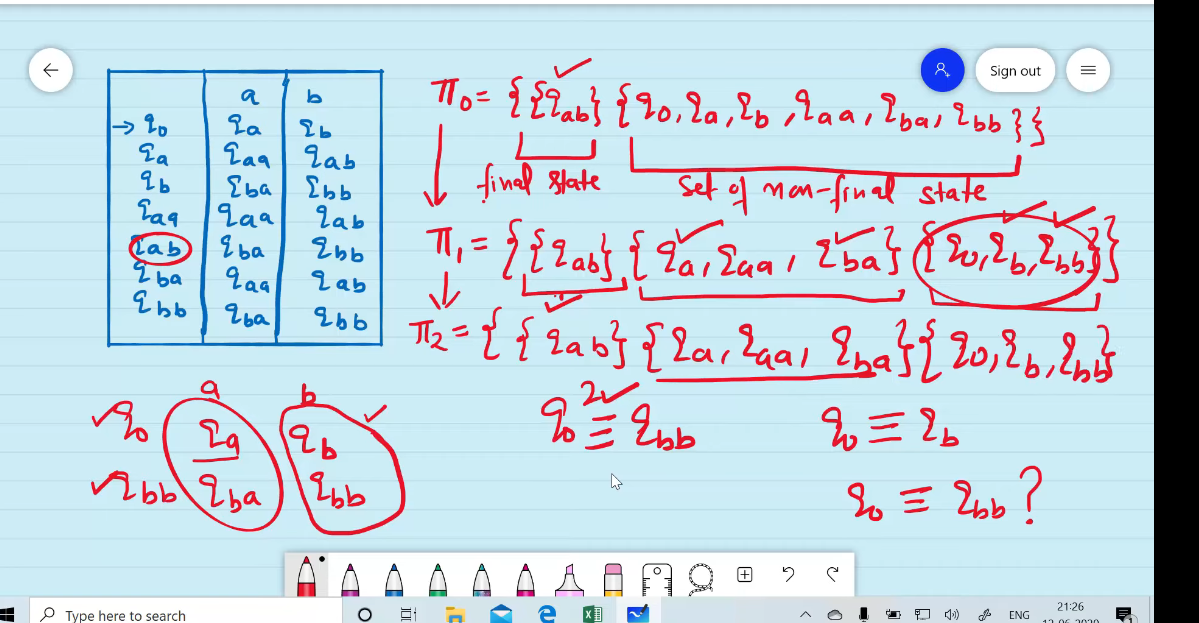 Sign out
a b
→ q0 qa qb
qa qaa qab
qb qba qbb
qaa qaa qab
qab qba qbb
qba qaa qab
qbb qba qbb
π0 = {{qab} {q0, qa, qb, qaa, qba, qbb}}
final state set of non-final state
π1 = {{qab} {qa, qaa, qba} {q0, qb, qbb}}
π2 = {{qab} {qa, qaa, qba} {q0, qb, qbb}
a b
q0 qa qb
qbb qba qbb
2
q0 ≡ qbb
q0 ≡ qb
q0 ≡ qbb ?
Type here to search
ENG
21:26